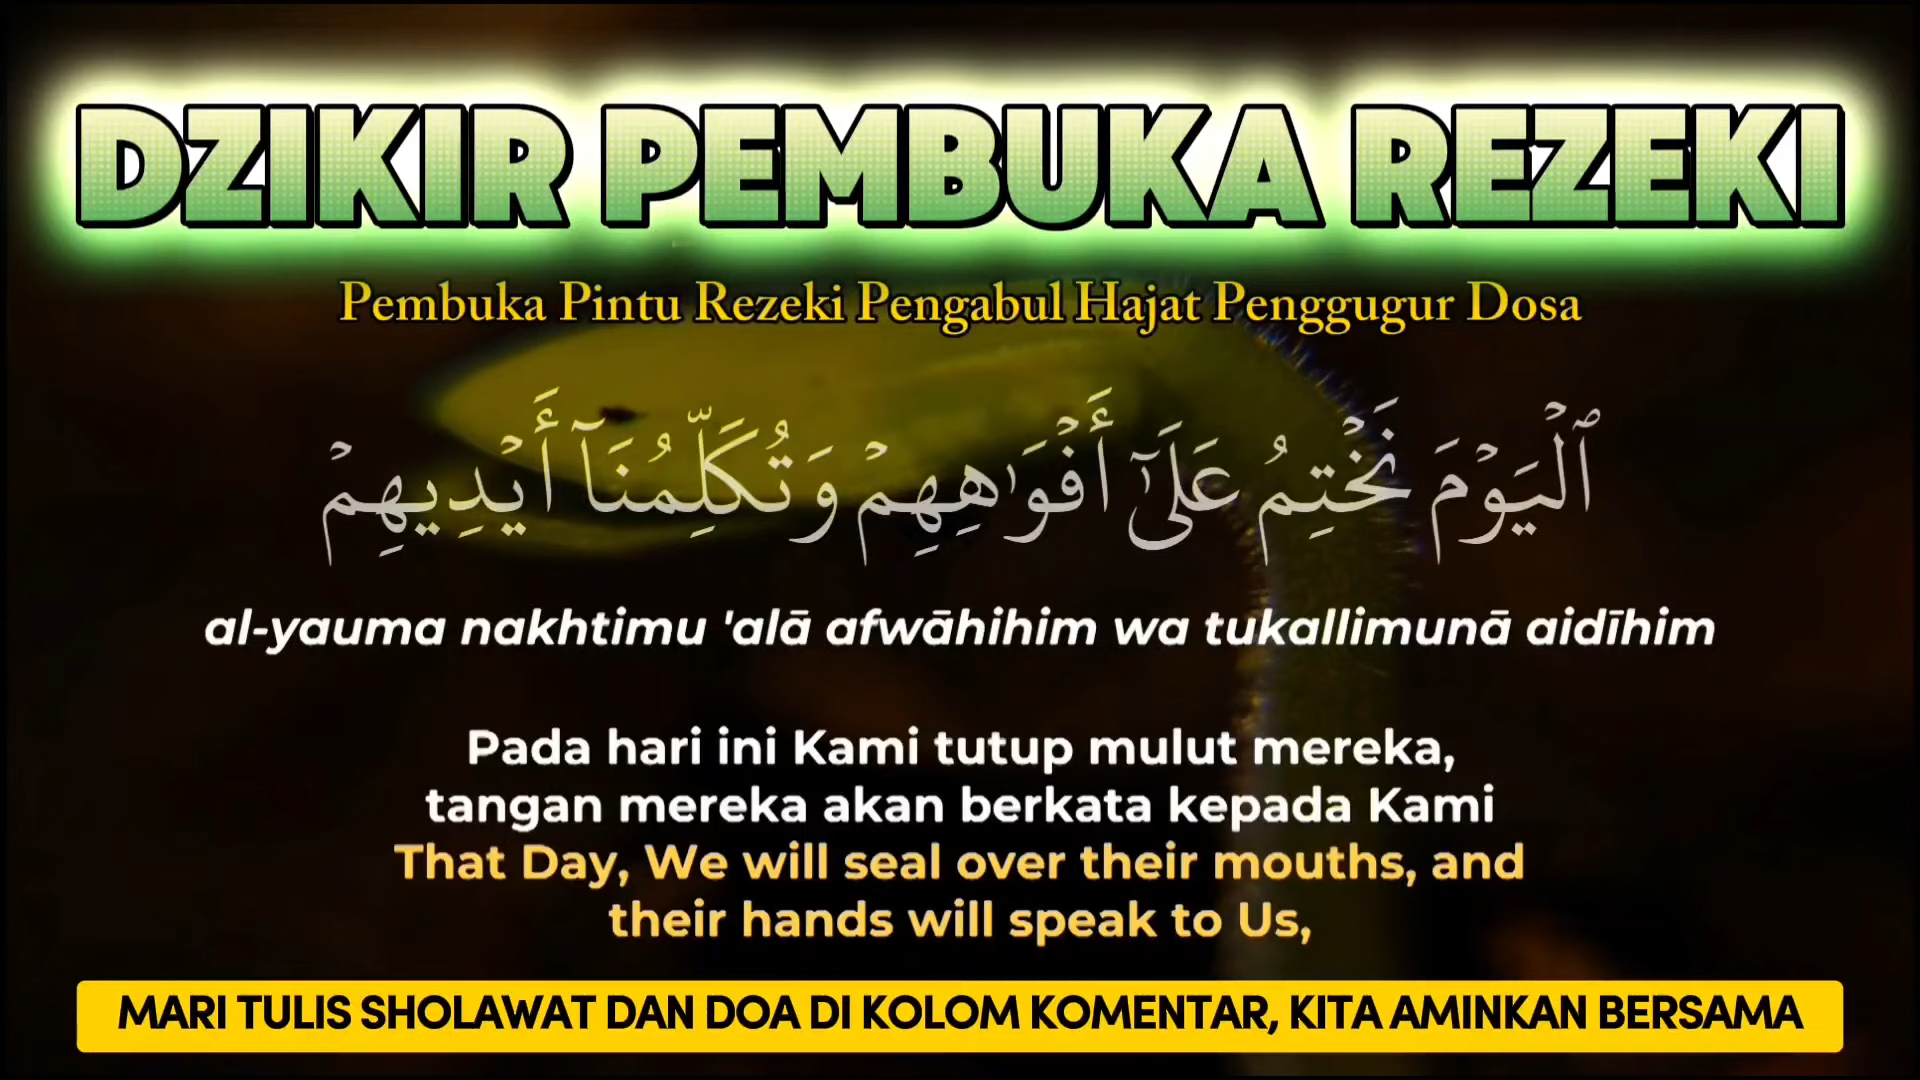 DZIKIR PEMBUKA REZEKI
Pembuka Pintu Rezeki Pengabul Hajat Penggugur Dosa
ٱلْيَوْمَ نَخْتِمُ عَلَىٰٓ أَفْوَٰهِهِمْ وَتُكَلِّمُنَآ أَيْدِيهِمْ
al-yauma nakhtimu 'alā afwāhihim wa tukallimunā aidīhim
Pada hari ini Kami tutup mulut mereka,
tangan mereka akan berkata kepada Kami
That Day, We will seal over their mouths, and
their hands will speak to Us,
MARI TULIS SHOLAWAT DAN DOA DI KOLOM KOMENTAR, KITA AMINKAN BERSAMA